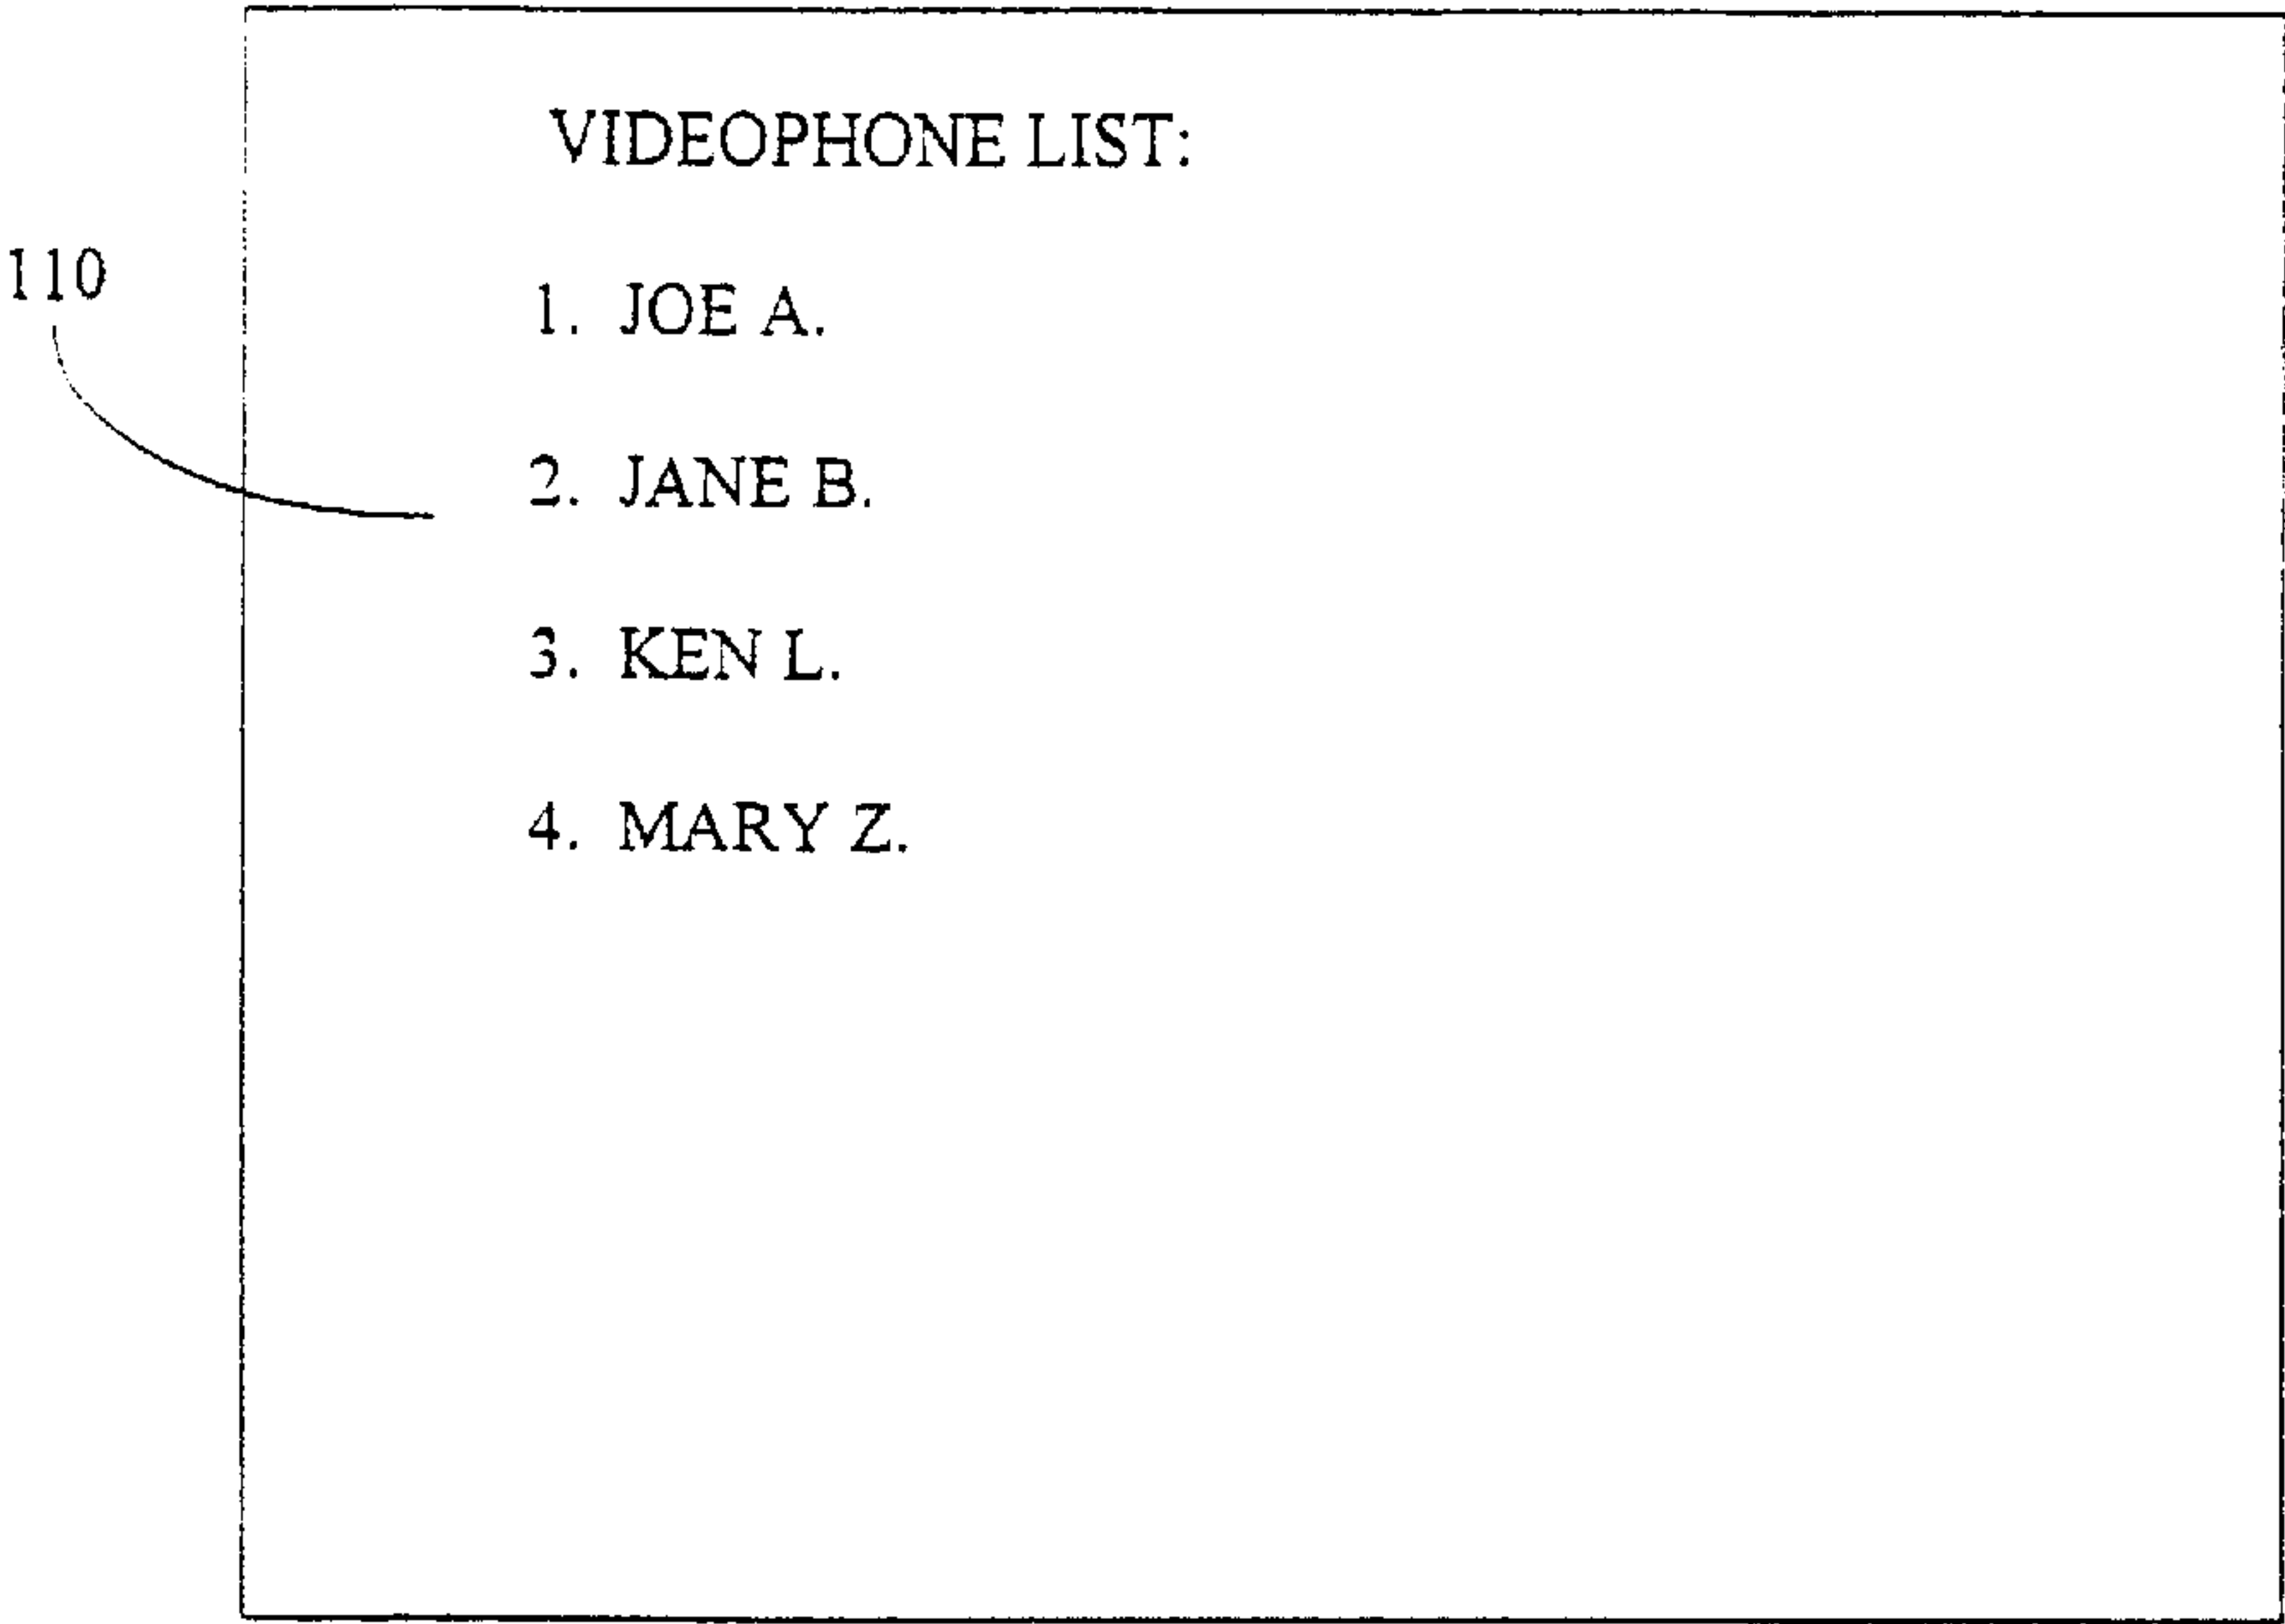 VIDEOPHONE LIST:
110
1. JOE A.
2. JANE B.
3. KEN L.
4. MARY Z.